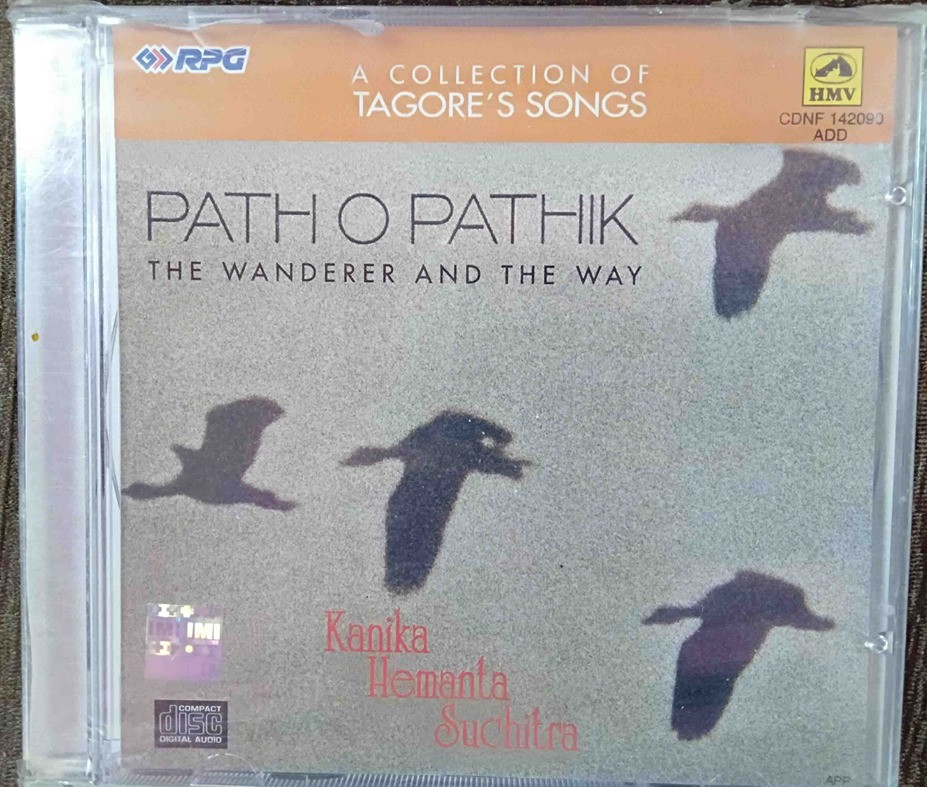 RPG
A COLLECTION OF
TAGORE'S SONGS
HMV
CDNF 142090
ADD
PATH O PATHIK
THE WANDERER AND THE WAY
Kanika
Hemanta
Suchitra
IMI
COMPACT
disc
DIGITAL AUDIO